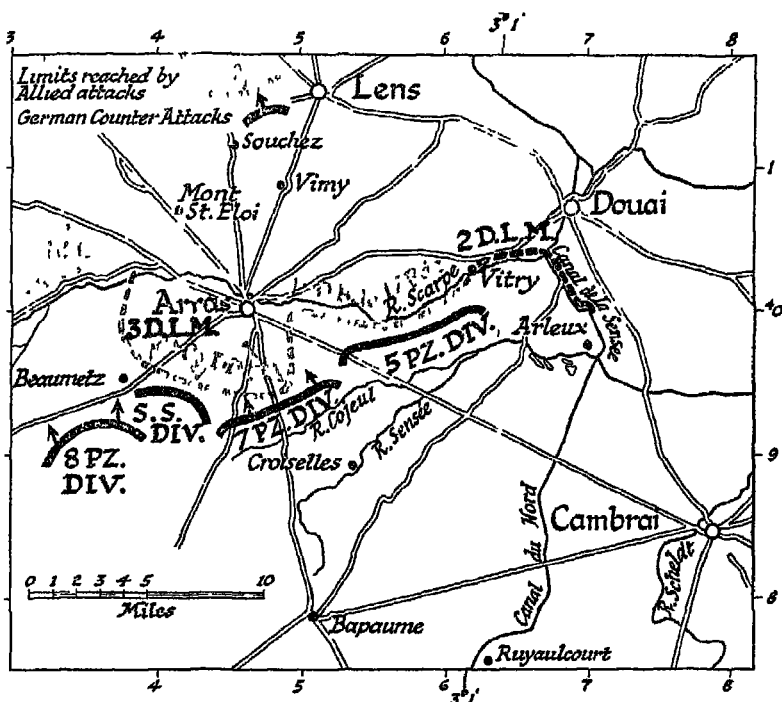 3 4 5 6 3°1' 7 8
Limits reached by
Allied attacks
German Counter Attacks
Lens
Souchez
Vimy
Mont
St. Eloi
1
Douai
2 D.L.M.
Canal de la Sensée
R. Scarpe
Vitry
Arras
3 D.L.M.
40
Arleux
5 PZ. DIV.
Beaumetz
S.S.
DIV.
7 PZ. DIV.
R. Cojeul
R. Sensée
8 PZ.
DIV.
Croiselles
9
Canal du Nord
Cambrai
R. Scheldt
0 1 2 3 4 5 10
Miles
8
Bapaume
Ruyaulcourt
4 5 6 3°1' 7 8